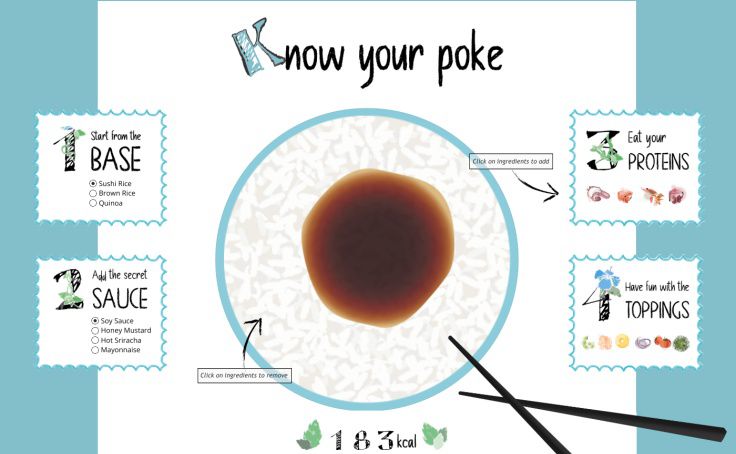 Know your poke
1 Start from the
BASE
Sushi Rice
Brown Rice
Quinoa
2 Add the secret
SAUCE
Soy Sauce
Honey Mustard
Hot Sriracha
Mayonnaise
Click on Ingredients to add
Click on Ingredients to remove
3 Eat your
PROTEINS
4 Have fun with the
TOPPINGS
183 kcal